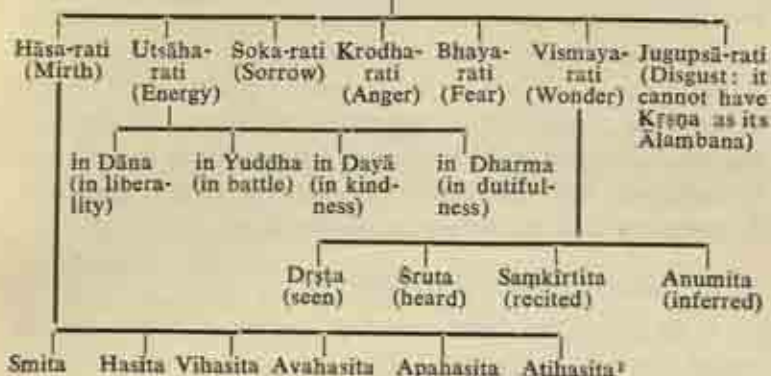 Hāsa-rati Utsāha- Soka-rati Krodha- Bhaya- Vismaya- Jugupsā-rati
(Mirth) rati (Sorrow) rati rati rati (Disgust: it
(Energy) (Anger) (Fear) (Wonder) cannot have
Kṛṣṇa as its
Ālambana)
in Dāna in Yuddha in Dayā in Dharma
(in libera- (in battle) (in kind- (in dutiful-
lity) ness) ness)
Dṛṣṭa Śruta Saṃkīrtita Anumita
(seen) (heard) (recited) (inferred)
Smita Hasita Vihasita Avahasita Apahasita Atihasita